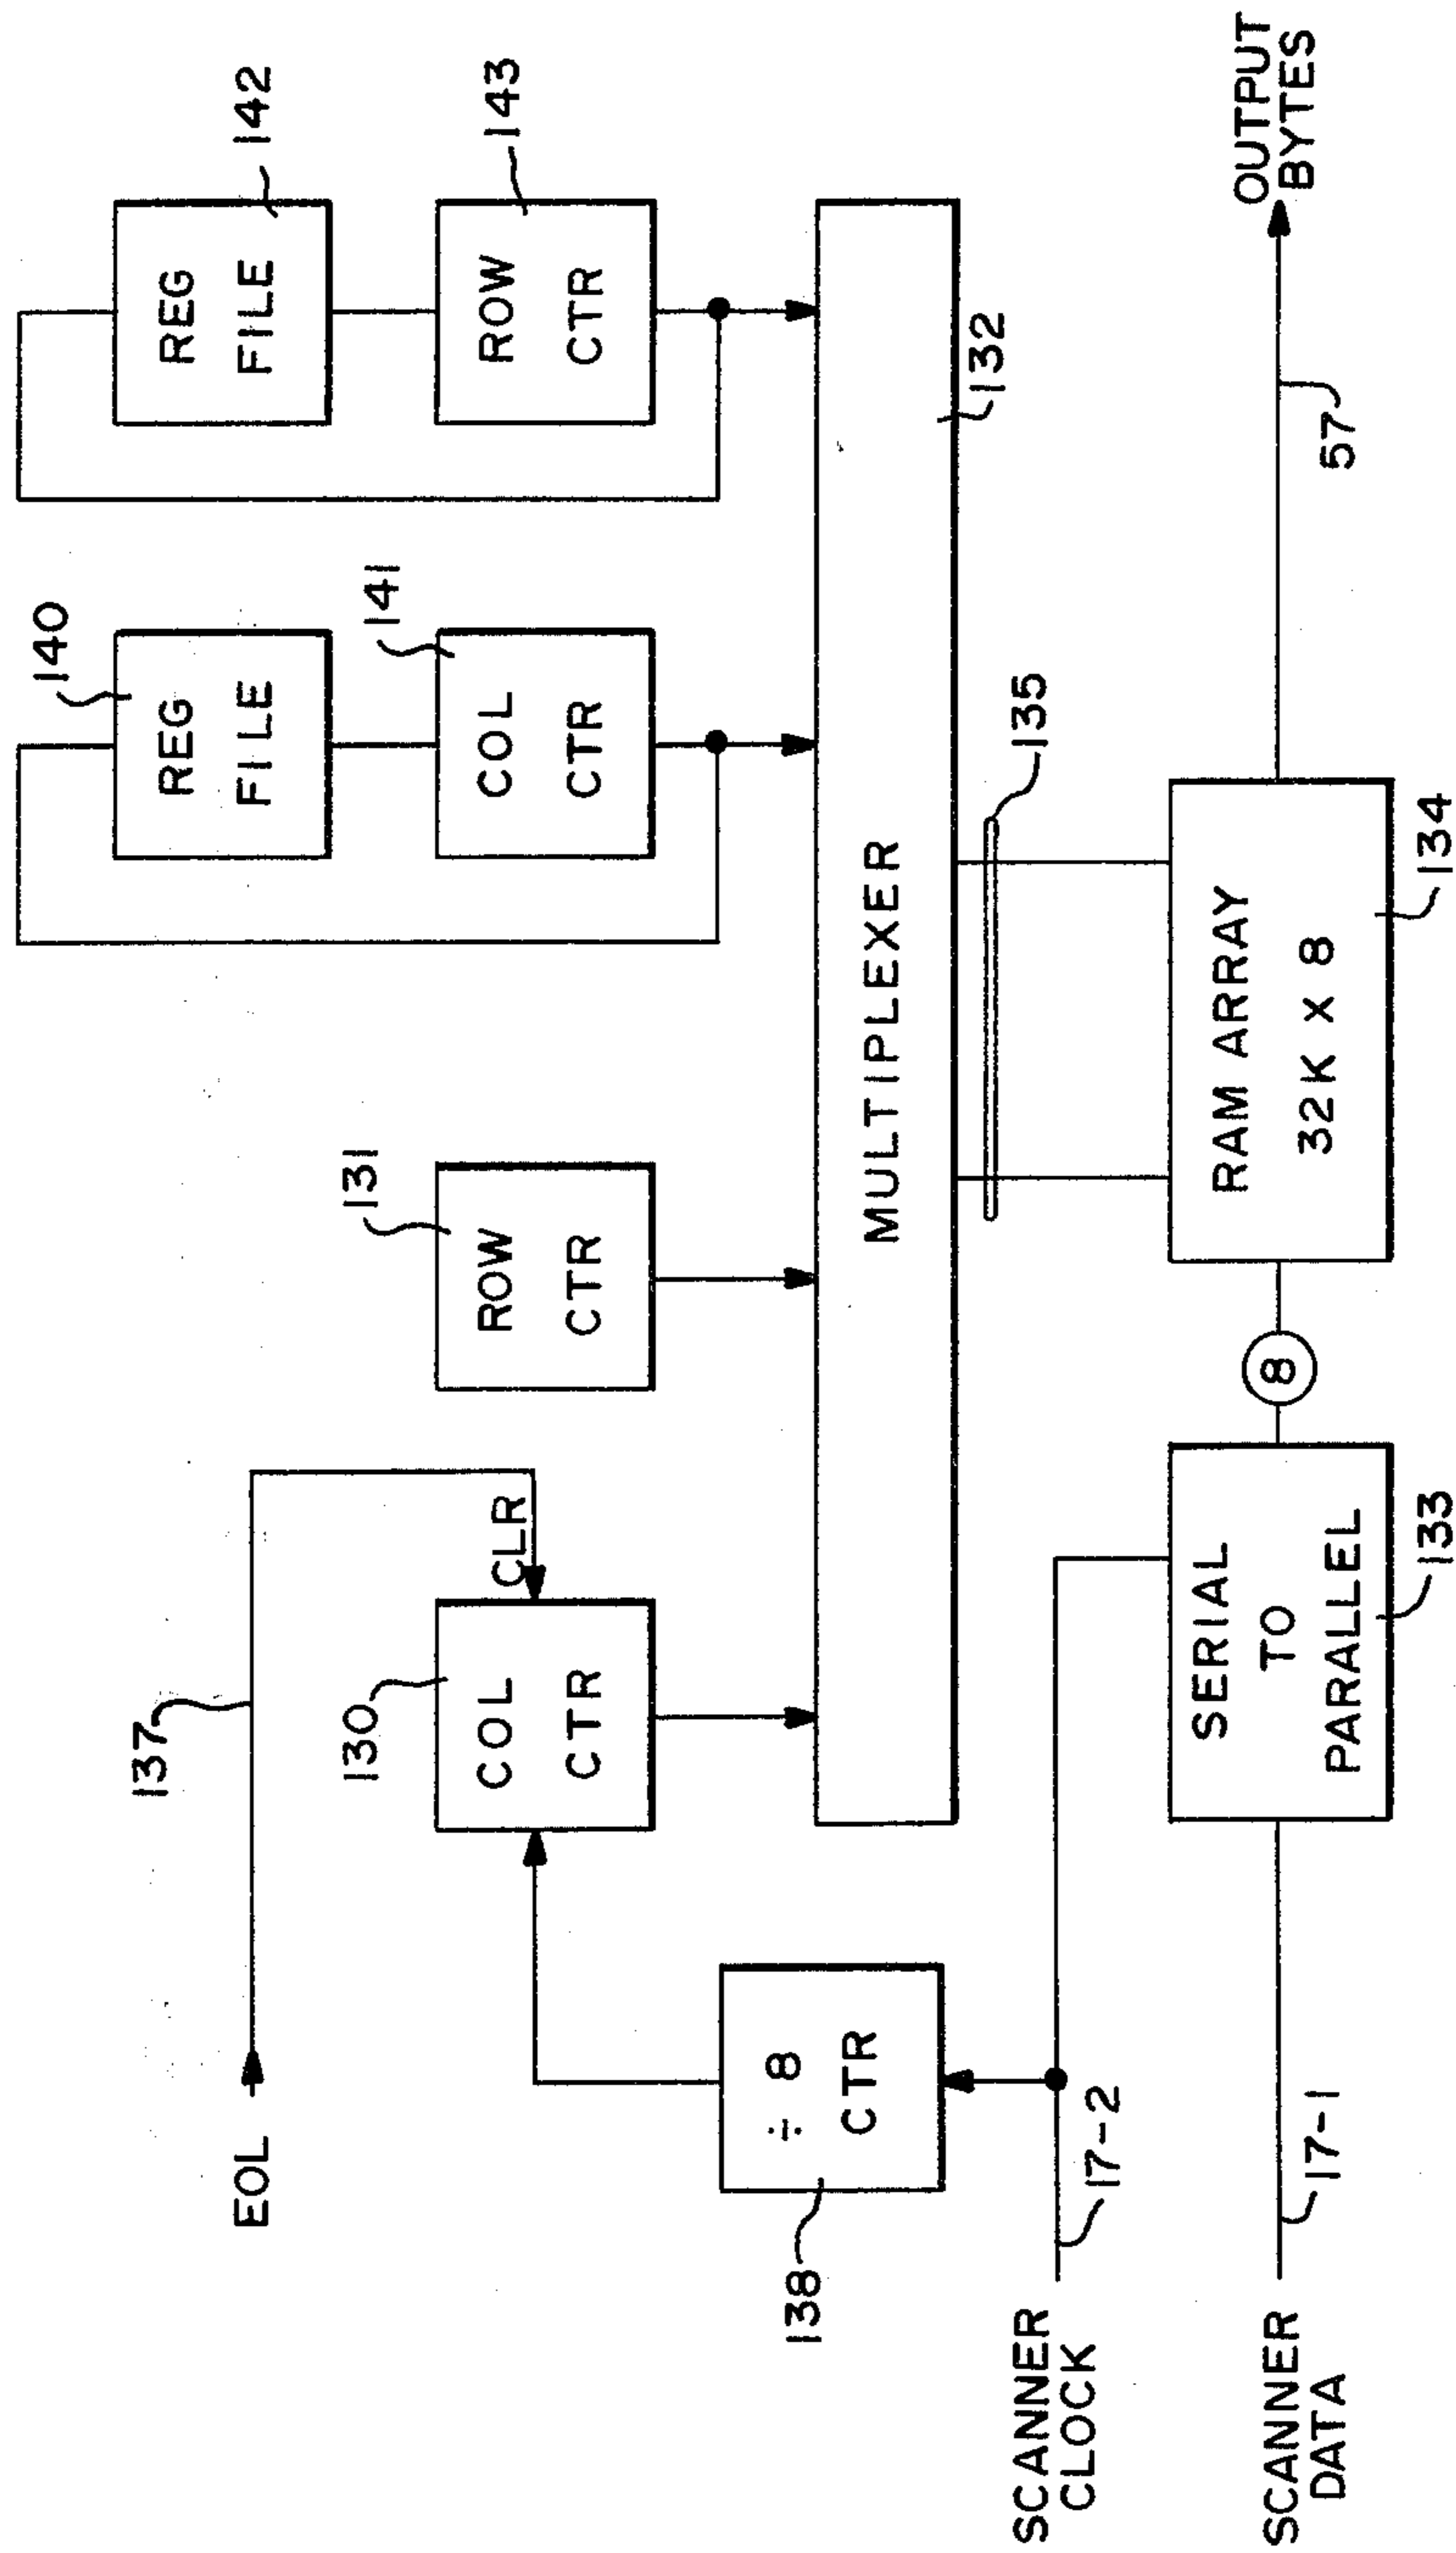 EOL
137
CLR
130
COL
CTR
131
ROW
CTR
140
REG
FILE
141
COL
CTR
142
REG
FILE
143
ROW
CTR
138
÷ 8
CTR
MULTIPLEXER
132
135
SCANNER
CLOCK
17-2
SCANNER
DATA
17-1
SERIAL
TO
PARALLEL
133
8
RAM ARRAY
32K X 8
134
57
OUTPUT
BYTES